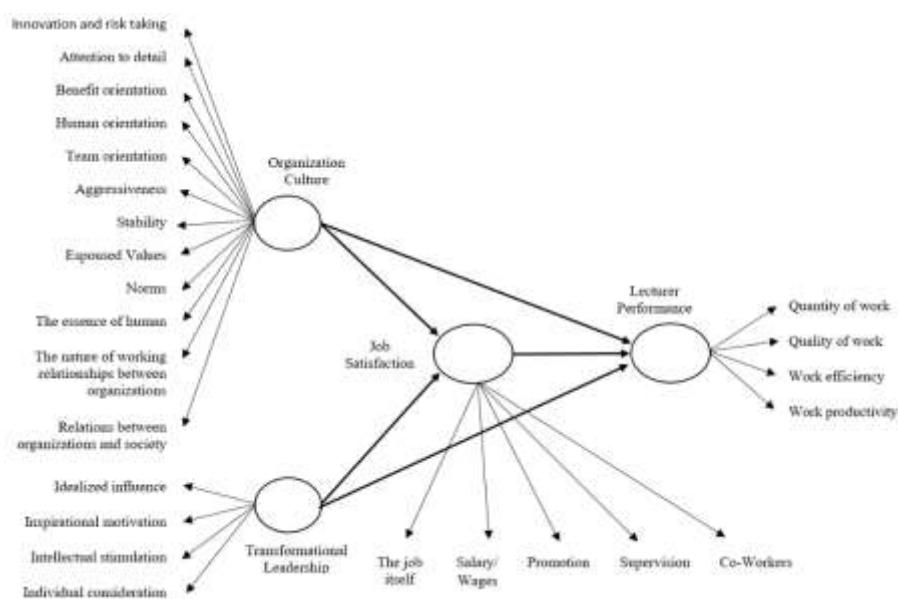 Innovation and risk taking
Attention to detail
Benefit orientation
Human orientation
Team orientation
Aggressiveness
Stability
Espoused Values
Norms
The essence of human
The nature of working
relationships between
organizations
Relations between
organizations and society
Idealized influence
Inspirational motivation
Intellectual stimulation
Individual consideration
Organization
Culture
Transformational
Leadership
Job
Satisfaction
The job
itself
Salary/
Wages
Promotion
Supervision
Co-Workers
Lecturer
Performance
Quantity of work
Quality of work
Work efficiency
Work productivity